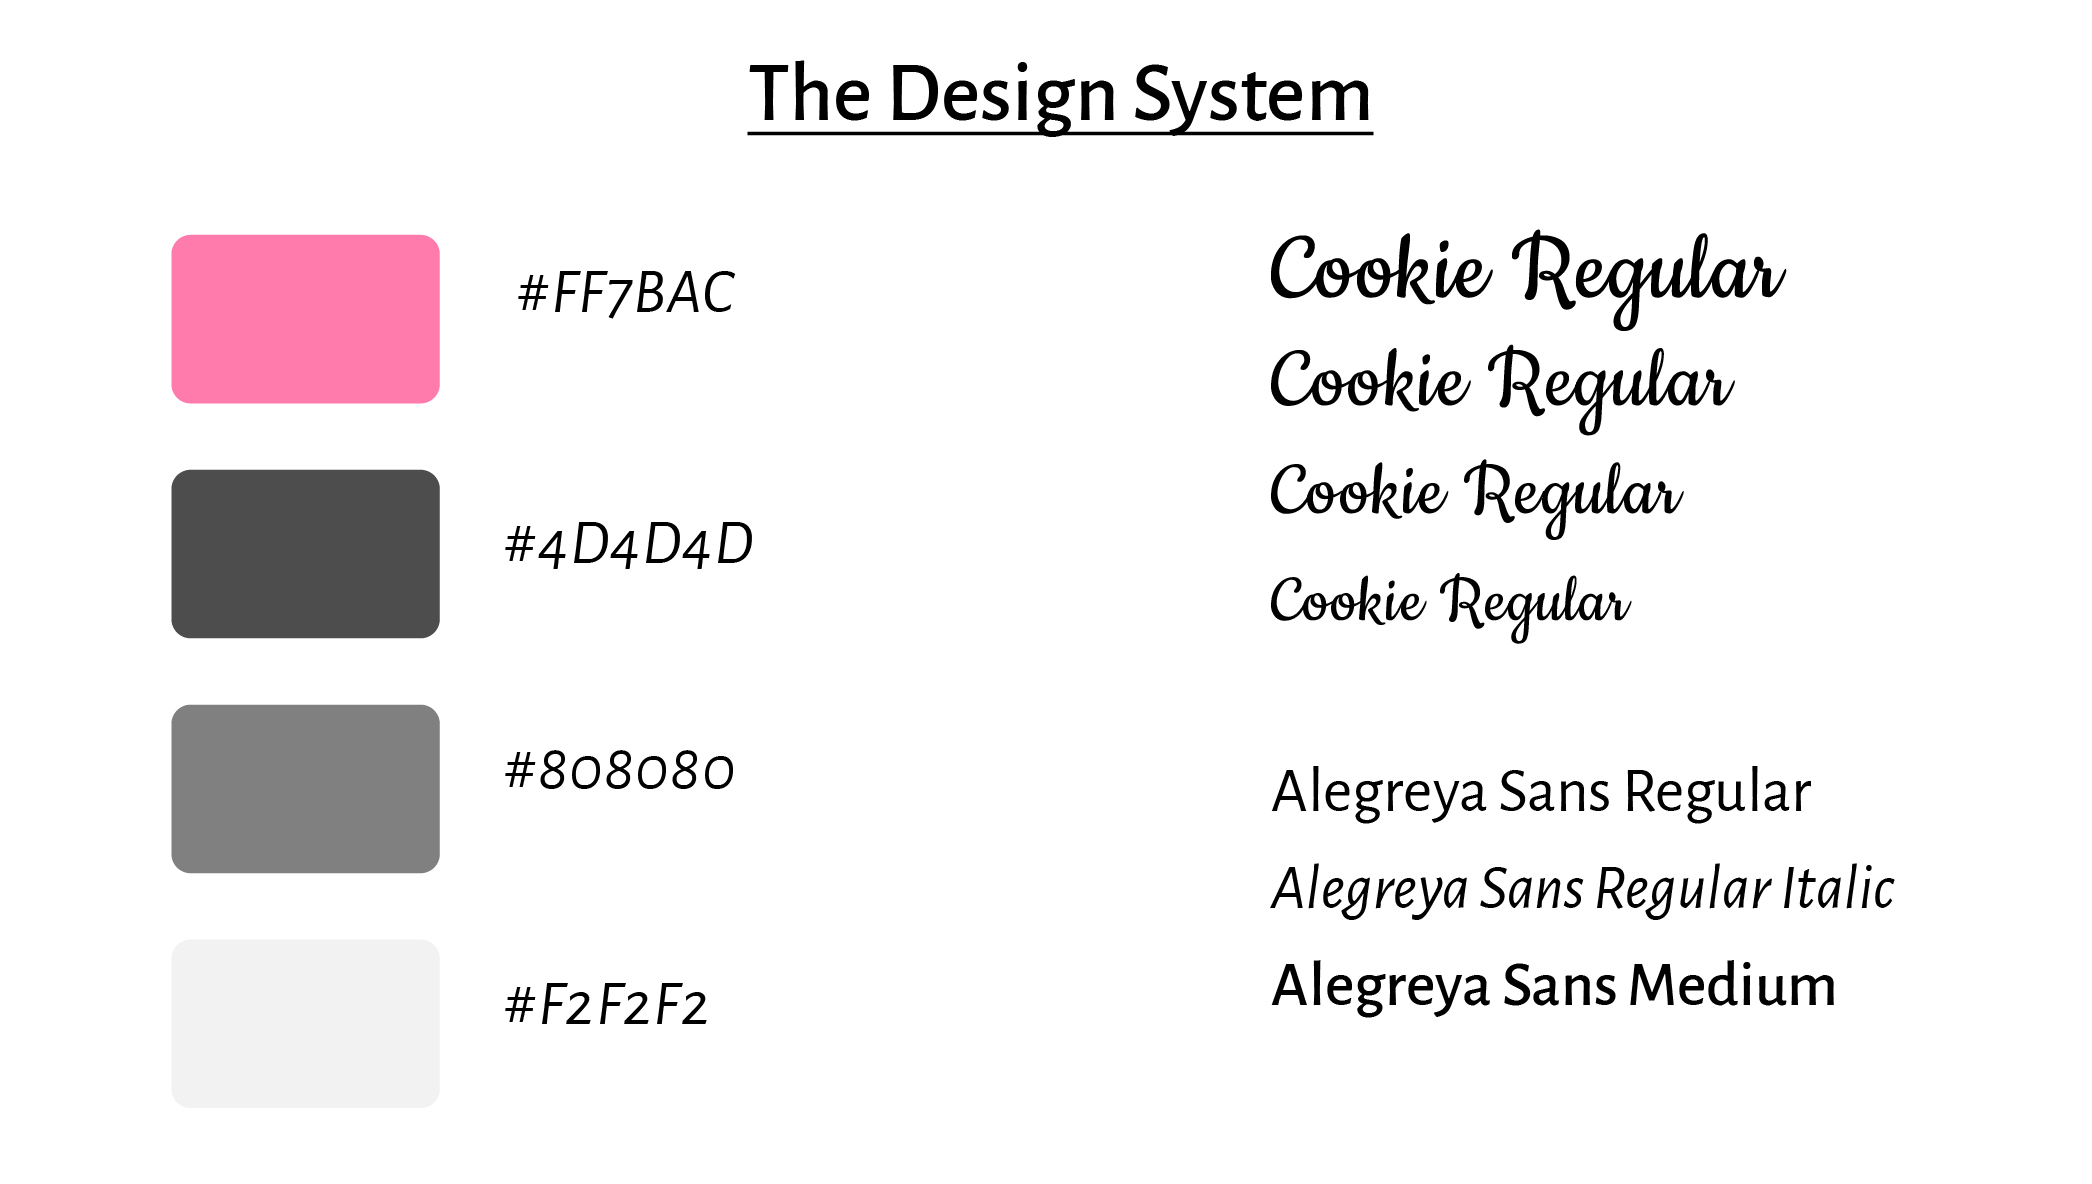 The Design System
#FF7BAC
#4D4D4D
#808080
#F2F2F2
Cookie Regular
Cookie Regular
Cookie Regular
Cookie Regular
Alegreya Sans Regular
Alegreya Sans Regular Italic
Alegreya Sans Medium